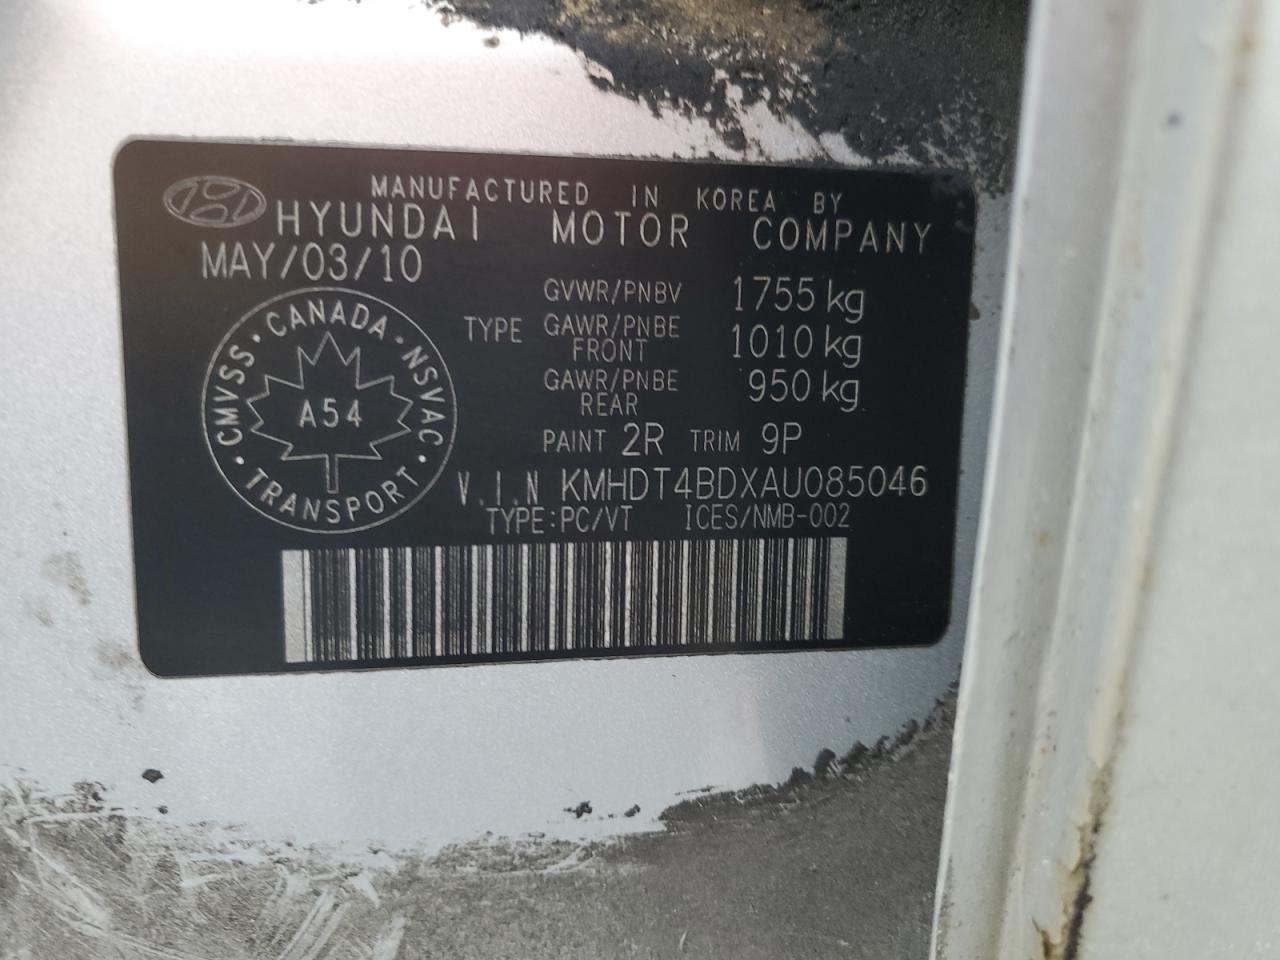 MANUFACTURED IN KOREA BY
HYUNDAI MOTOR COMPANY
MAY/03/10
GVWR/PNBV 1755 kg
TYPE GAWR/PNBE FRONT 1010 kg
GAWR/PNBE REAR 950 kg
PAINT 2R TRIM 9P
V.I.N KMHDT4BDXAU085046
TYPE:PC/VT ICES/NMB-002
CMVSS · CANADA · NSVAC · TRANSPORT ·
A54